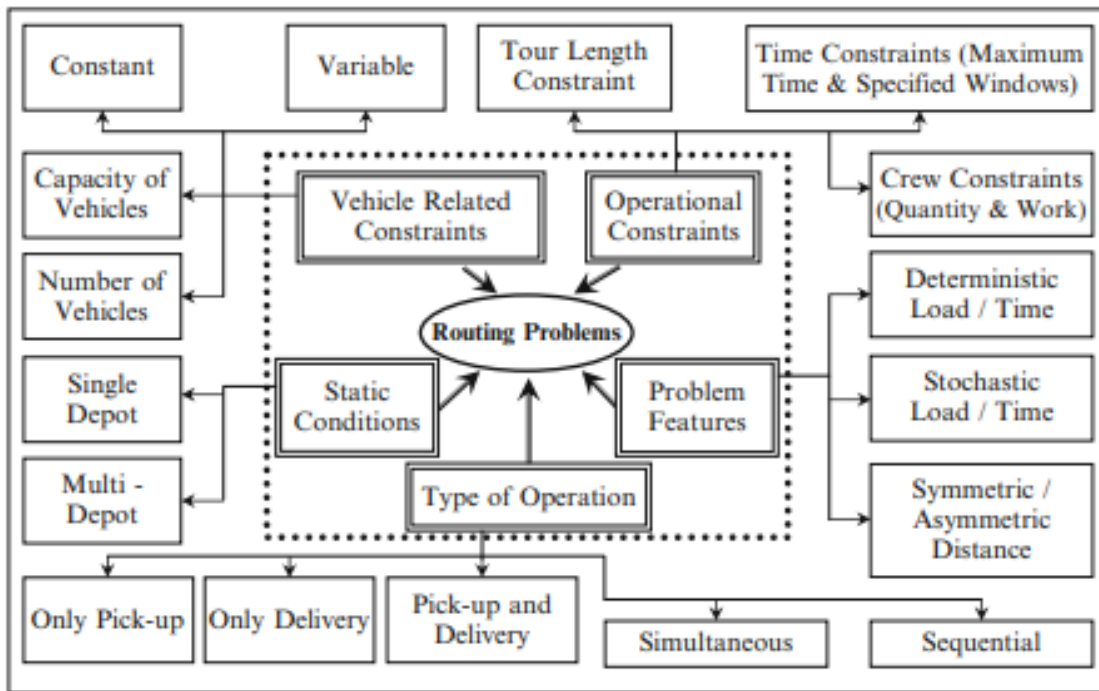 Constant
Variable
Tour Length
Constraint
Time Constraints (Maximum
Time & Specified Windows)
Capacity of
Vehicles
Vehicle Related
Constraints
Operational
Constraints
Crew Constraints
(Quantity & Work)
Number of
Vehicles
Routing Problems
Deterministic
Load / Time
Single
Depot
Static
Conditions
Problem
Features
Stochastic
Load / Time
Multi -
Depot
Type of Operation
Symmetric /
Asymmetric
Distance
Only Pick-up
Only Delivery
Pick-up and
Delivery
Simultaneous
Sequential